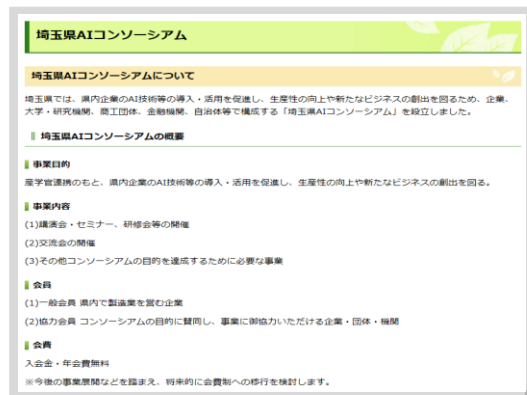 埼玉県AIコンソーシアム
埼玉県AIコンソーシアムについて
埼玉県では、県内企業のAI技術等の導入・活用を促進し、生産性の向上や新たなビジネスの創出を図るため、企業、
大学・研究機関、商工団体、金融機関、自治体等で構成する「埼玉県AIコンソーシアム」を設立しました。
埼玉県AIコンソーシアムの概要
事業目的
産学官連携のもと、県内企業のAI技術等の導入・活用を促進し、生産性の向上や新たなビジネスの創出を図る。
事業内容
(1)講演会・セミナー、研修会等の開催
(2)交流会の開催
(3)その他コンソーシアムの目的を達成するために必要な事業
会員
(1)一般会員 県内で製造業を営む企業
(2)協力会員 コンソーシアムの目的に賛同し、事業に御協力いただける企業・団体・機関
会費
入会金・年会費無料
※今後の事業展開などを踏まえ、将来的に会費制への移行を検討します。